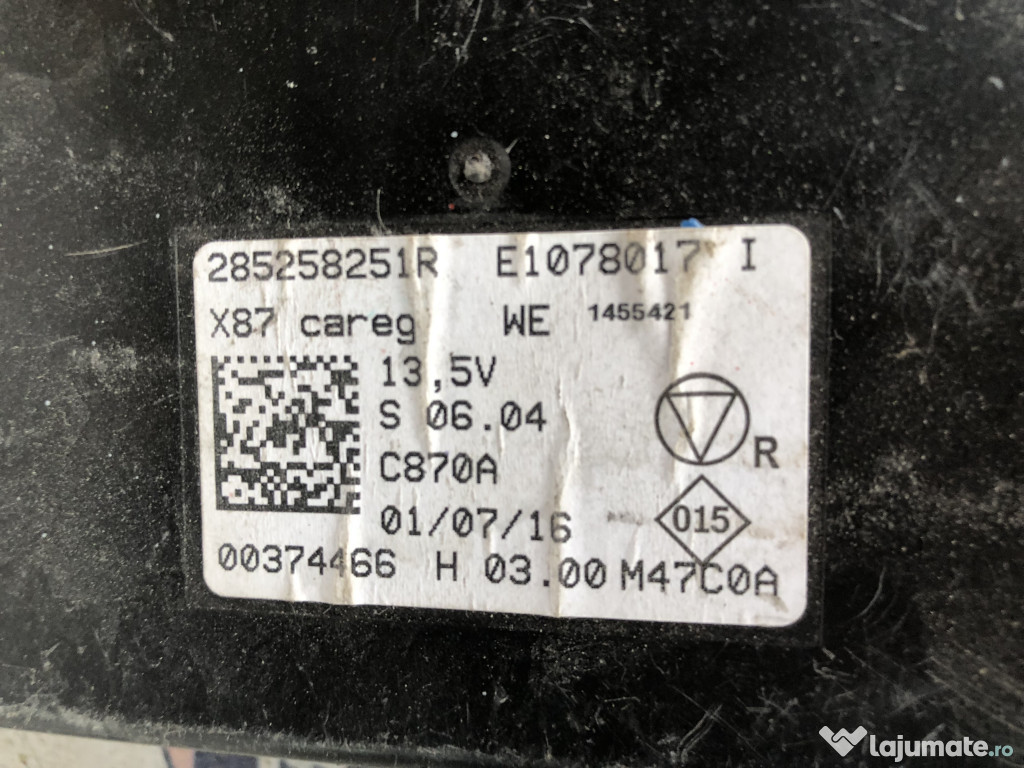 285258251R E1078017 I
X87 careg WE 1455421
13,5V
S 06.04
C870A
R
01/07/16
015
00374466 H 03.00 M47C0A
lajumate.ro